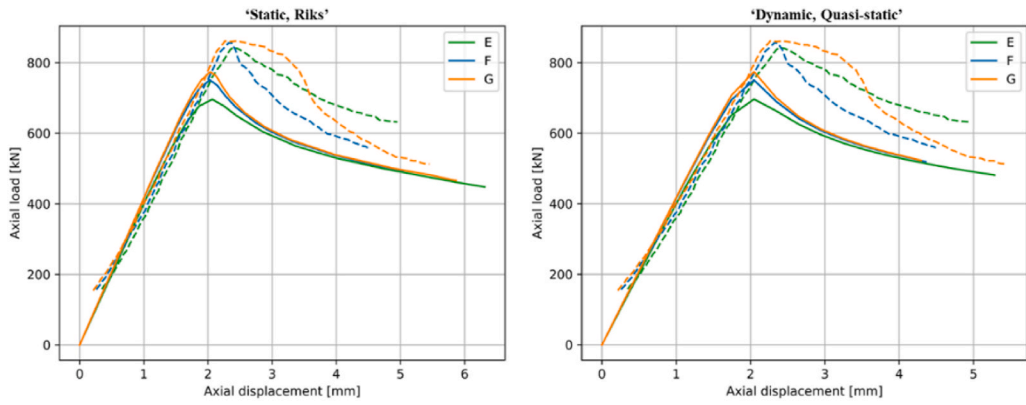 ‘Static, Riks’
E
F
G
800
600
400
200
0
Axial load [kN]
0 1 2 3 4 5 6
Axial displacement [mm]
‘Dynamic, Quasi-static’
E
F
G
800
600
400
200
0
Axial load [kN]
0 1 2 3 4 5
Axial displacement [mm]